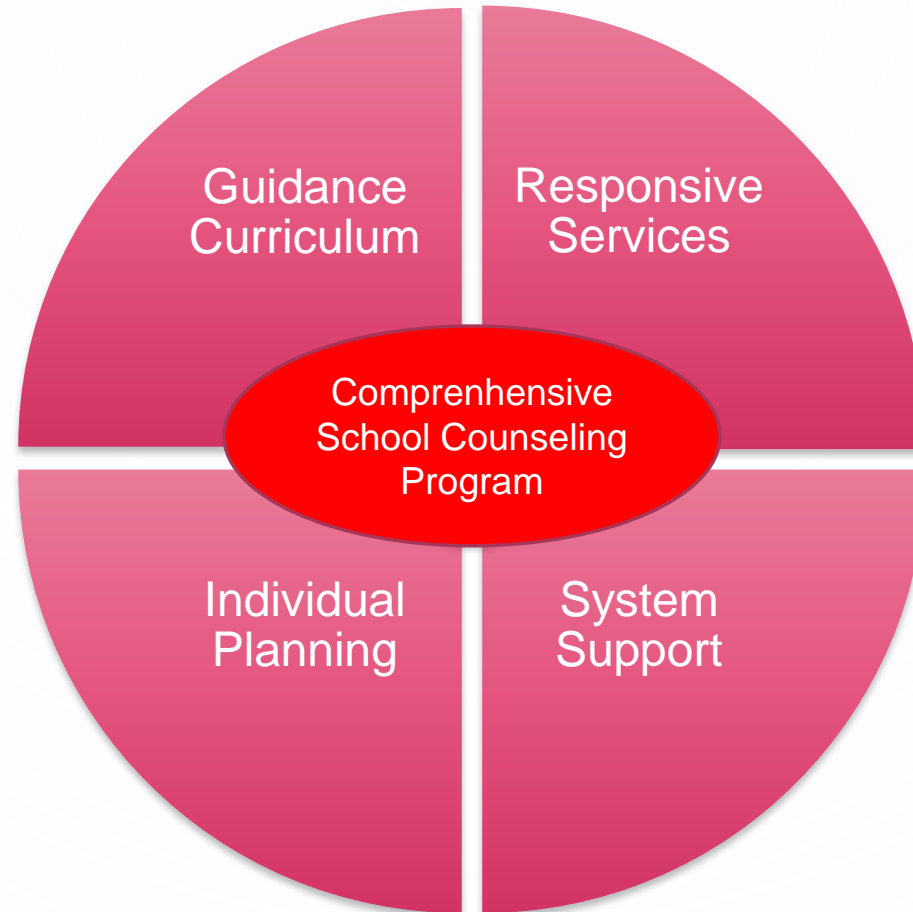 Guidance
Curriculum
Responsive
Services
Comprenhensive
School Counseling
Program
Individual
Planning
System
Support